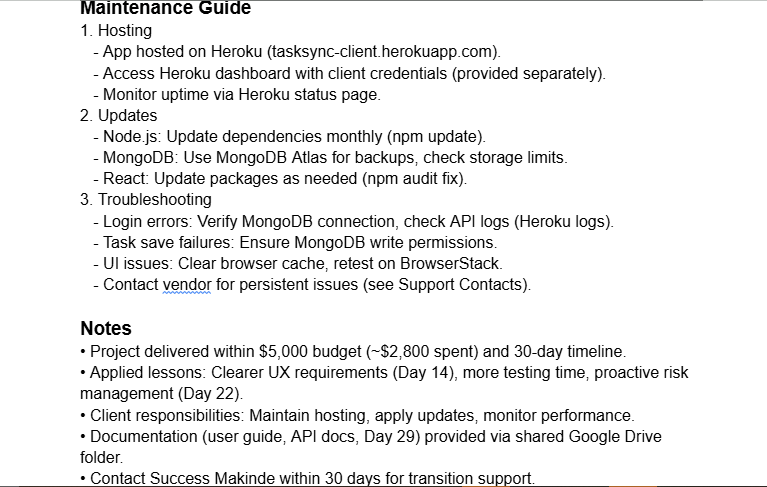 Maintenance Guide
1. Hosting
- App hosted on Heroku (tasksync-client.herokuapp.com).
- Access Heroku dashboard with client credentials (provided separately).
- Monitor uptime via Heroku status page.
2. Updates
- Node.js: Update dependencies monthly (npm update).
- MongoDB: Use MongoDB Atlas for backups, check storage limits.
- React: Update packages as needed (npm audit fix).
3. Troubleshooting
- Login errors: Verify MongoDB connection, check API logs (Heroku logs).
- Task save failures: Ensure MongoDB write permissions.
- UI issues: Clear browser cache, retest on BrowserStack.
- Contact vendor for persistent issues (see Support Contacts).
Notes
• Project delivered within $5,000 budget (~$2,800 spent) and 30-day timeline.
• Applied lessons: Clearer UX requirements (Day 14), more testing time, proactive risk
management (Day 22).
• Client responsibilities: Maintain hosting, apply updates, monitor performance.
• Documentation (user guide, API docs, Day 29) provided via shared Google Drive
folder.
• Contact Success Makinde within 30 days for transition support.